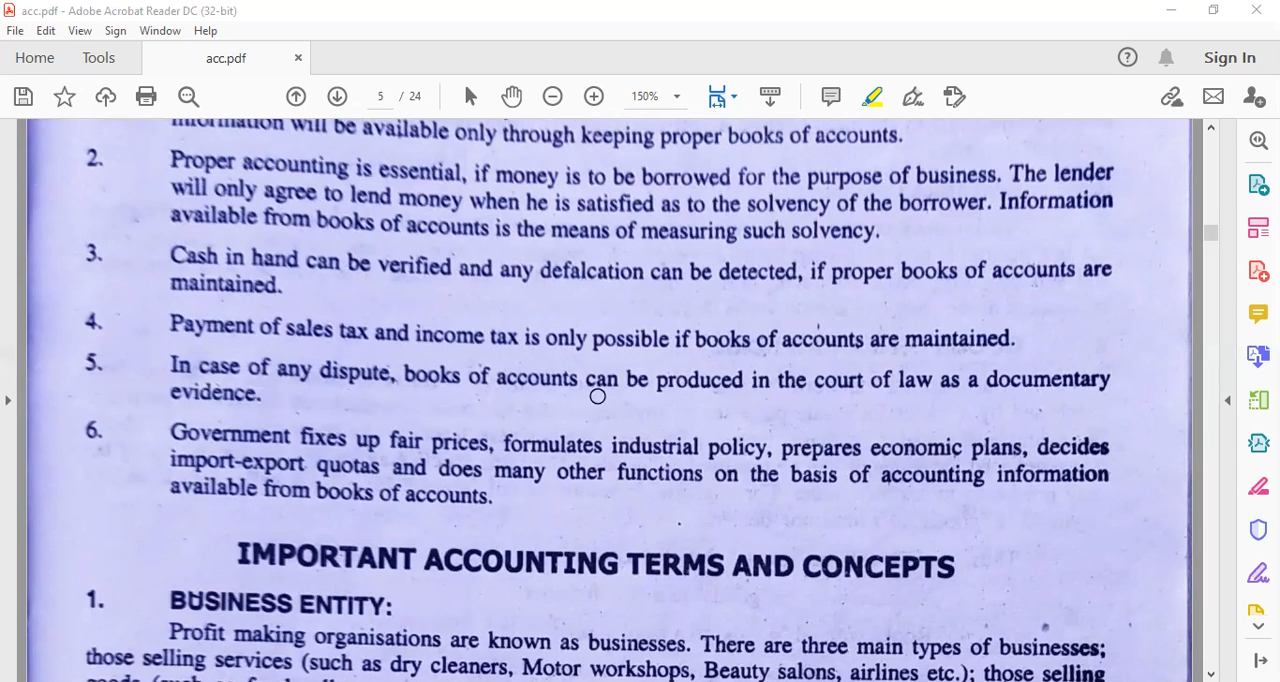 acc.pdf - Adobe Acrobat Reader DC (32-bit)
File Edit View Sign Window Help
Home Tools acc.pdf × Sign In
5 / 24 150%
information will be available only through keeping proper books of accounts.
2. Proper accounting is essential, if money is to be borrowed for the purpose of business. The lender
will only agree to lend money when he is satisfied as to the solvency of the borrower. Information
available from books of accounts is the means of measuring such solvency.
3. Cash in hand can be verified and any defalcation can be detected, if proper books of accounts are
maintained.
4. Payment of sales tax and income tax is only possible if books of accounts are maintained.
5. In case of any dispute, books of accounts can be produced in the court of law as a documentary
evidence.
6. Government fixes up fair prices, formulates industrial policy, prepares economic plans, decides
import-export quotas and does many other functions on the basis of accounting information
available from books of accounts.
IMPORTANT ACCOUNTING TERMS AND CONCEPTS
1. BUSINESS ENTITY:
Profit making organisations are known as businesses. There are three main types of businesses;
those selling services (such as dry cleaners, Motor workshops, Beauty salons, airlines etc.); those selling